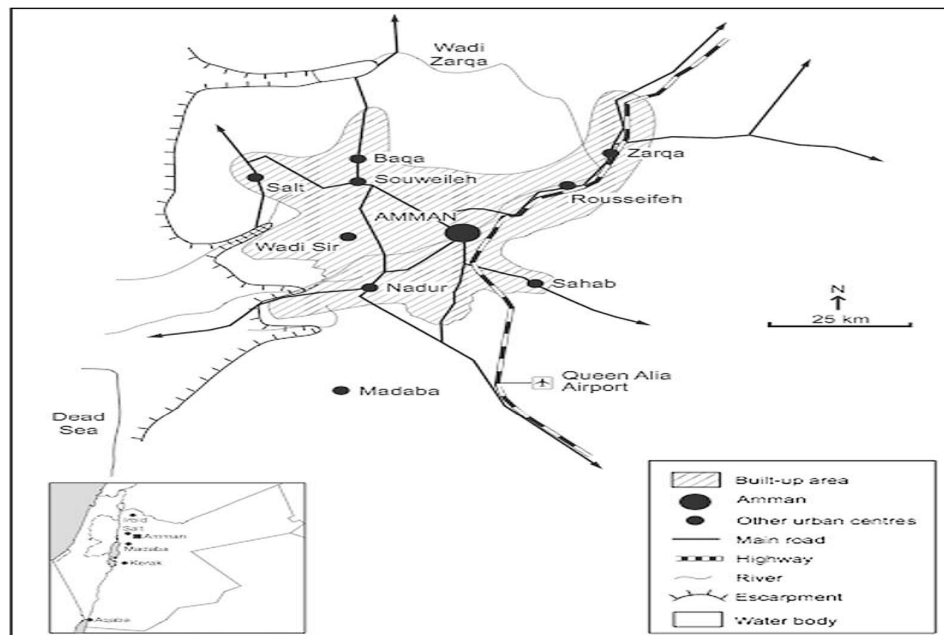 Wadi
Zarqa
Baqa
Zarqa
Salt
Souweileh
Rousseifeh
AMMAN
Wadi Sir
Nadur
Sahab
N
25 km
Queen Alia
Airport
Madaba
Dead
Sea
Built-up area
Amman
Other urban centres
Main road
Highway
River
Escarpment
Water body
Irbid
Salt
Amman
Madaba
Kerak
Aqaba